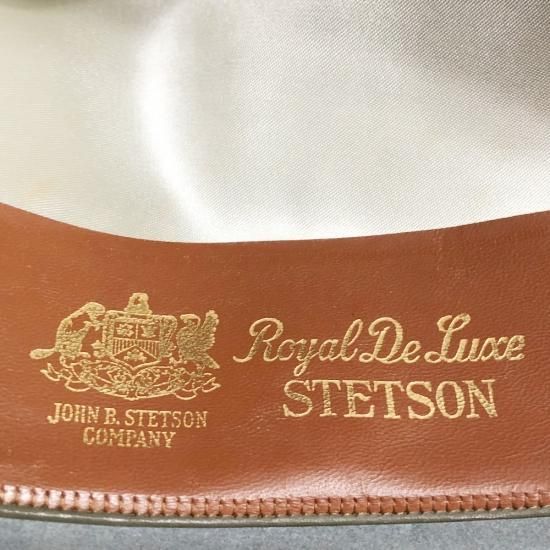 JOHN B. STETSON
COMPANY
Royal De Luxe
STETSON